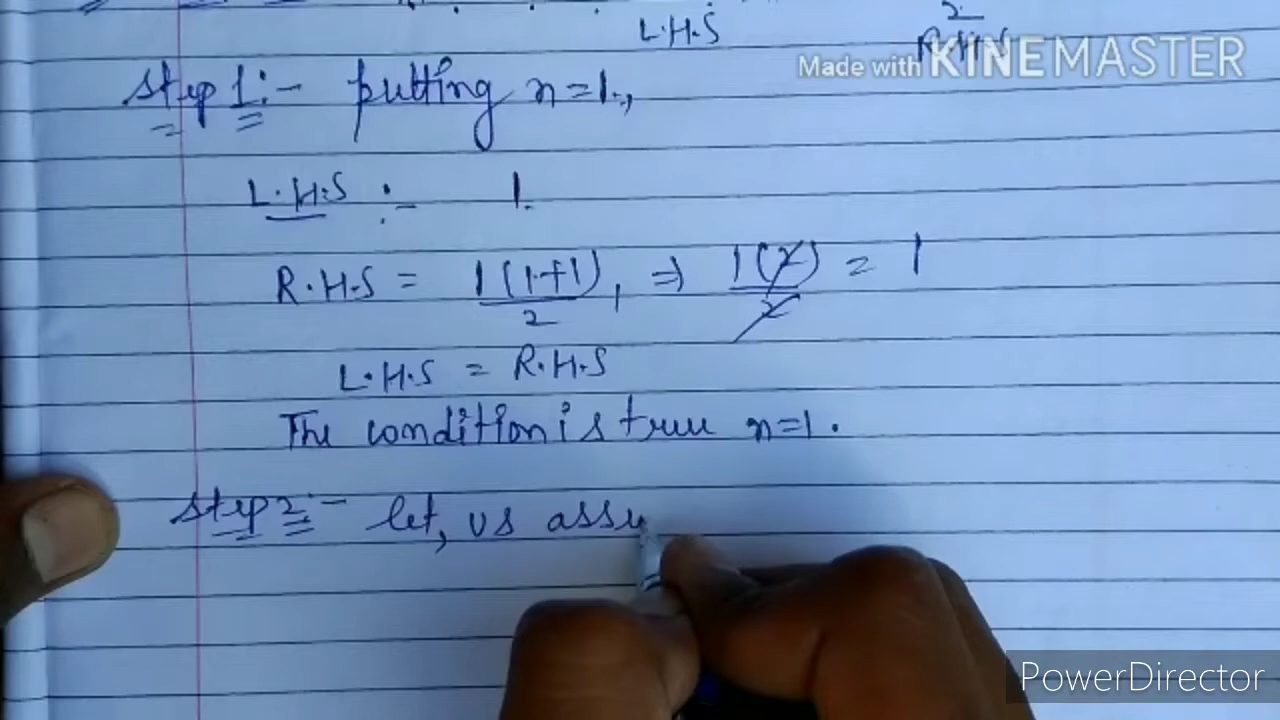 2
L.H.S R.H.S
Made with KINEMASTER
Step 1:- putting n=1.,
L.H.S :- 1.
R.H.S = 1(1+1)/2, ⇒ 1(2)/2 = 1
L.H.S = R.H.S
The condition is true n=1.
Step 2:- let, us assu
PowerDirector